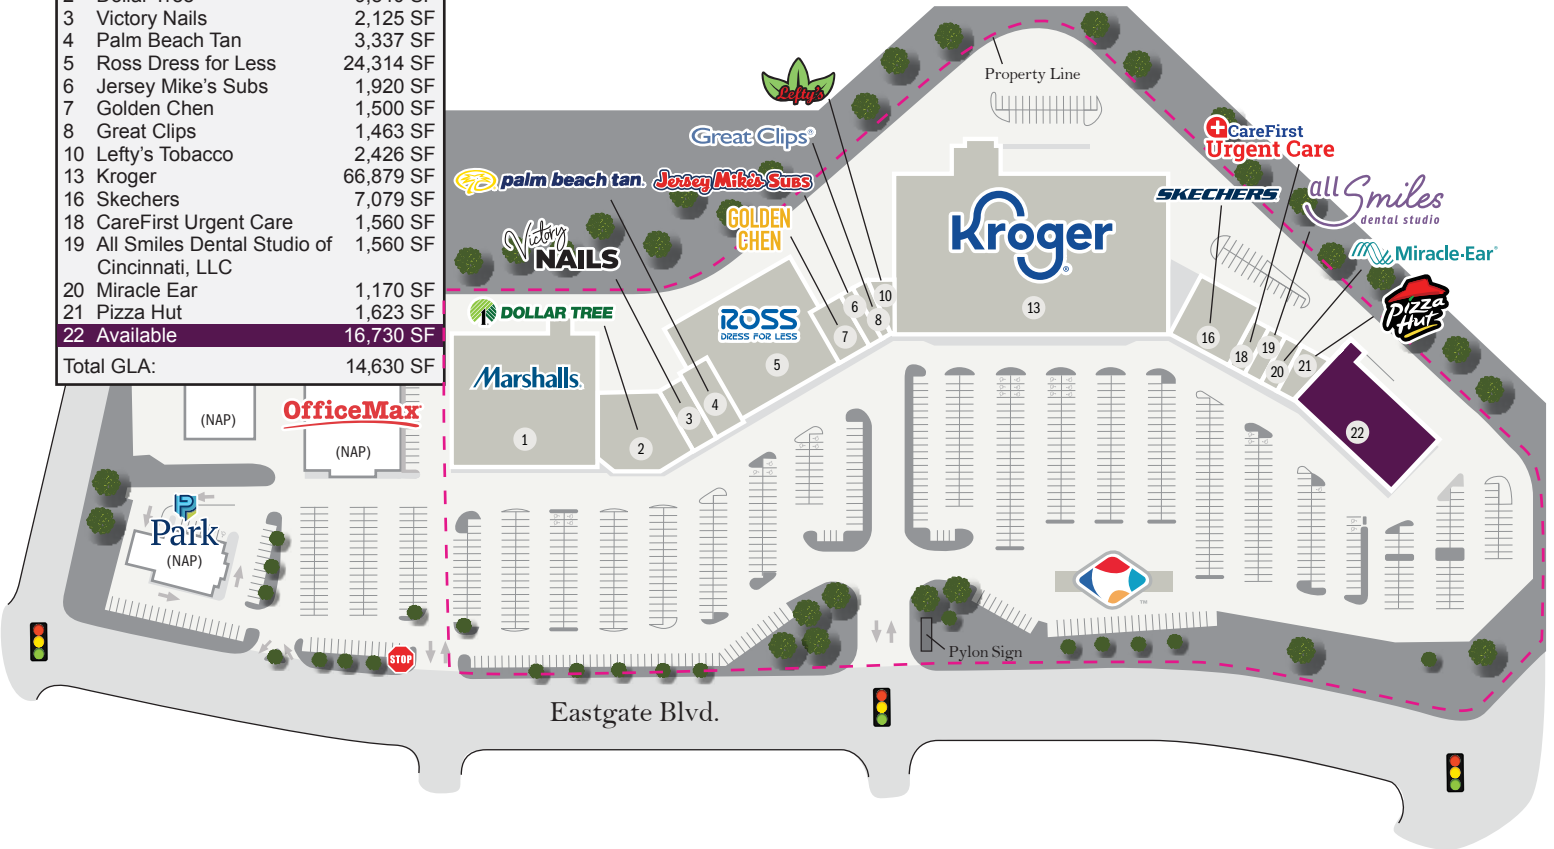 3 Victory Nails 2,125 SF
4 Palm Beach Tan 3,337 SF
5 Ross Dress for Less 24,314 SF
6 Jersey Mike's Subs 1,920 SF
7 Golden Chen 1,500 SF
8 Great Clips 1,463 SF
10 Lefty's Tobacco 2,426 SF
13 Kroger 66,879 SF
16 Skechers 7,079 SF
18 CareFirst Urgent Care 1,560 SF
19 All Smiles Dental Studio of 1,560 SF
Cincinnati, LLC
20 Miracle Ear 1,170 SF
21 Pizza Hut 1,623 SF
22 Available 16,730 SF
Total GLA: 14,630 SF
Property Line
Lefty's
Great Clips®
palm beach tan.
Jersey Mike's Subs
GOLDEN
CHEN
Victory
NAILS
DOLLAR TREE
Marshalls
ROSS
DRESS FOR LESS
Kroger®
CareFirst
Urgent Care
SKECHERS
all Smiles
dental studio
Miracle-Ear®
Pizza
Hut
1
2
3
4
5
7
6
8
10
13
16
18
19
20
21
22
(NAP)
OfficeMax
(NAP)
Park
(NAP)
STOP
™
Pylon Sign
Eastgate Blvd.